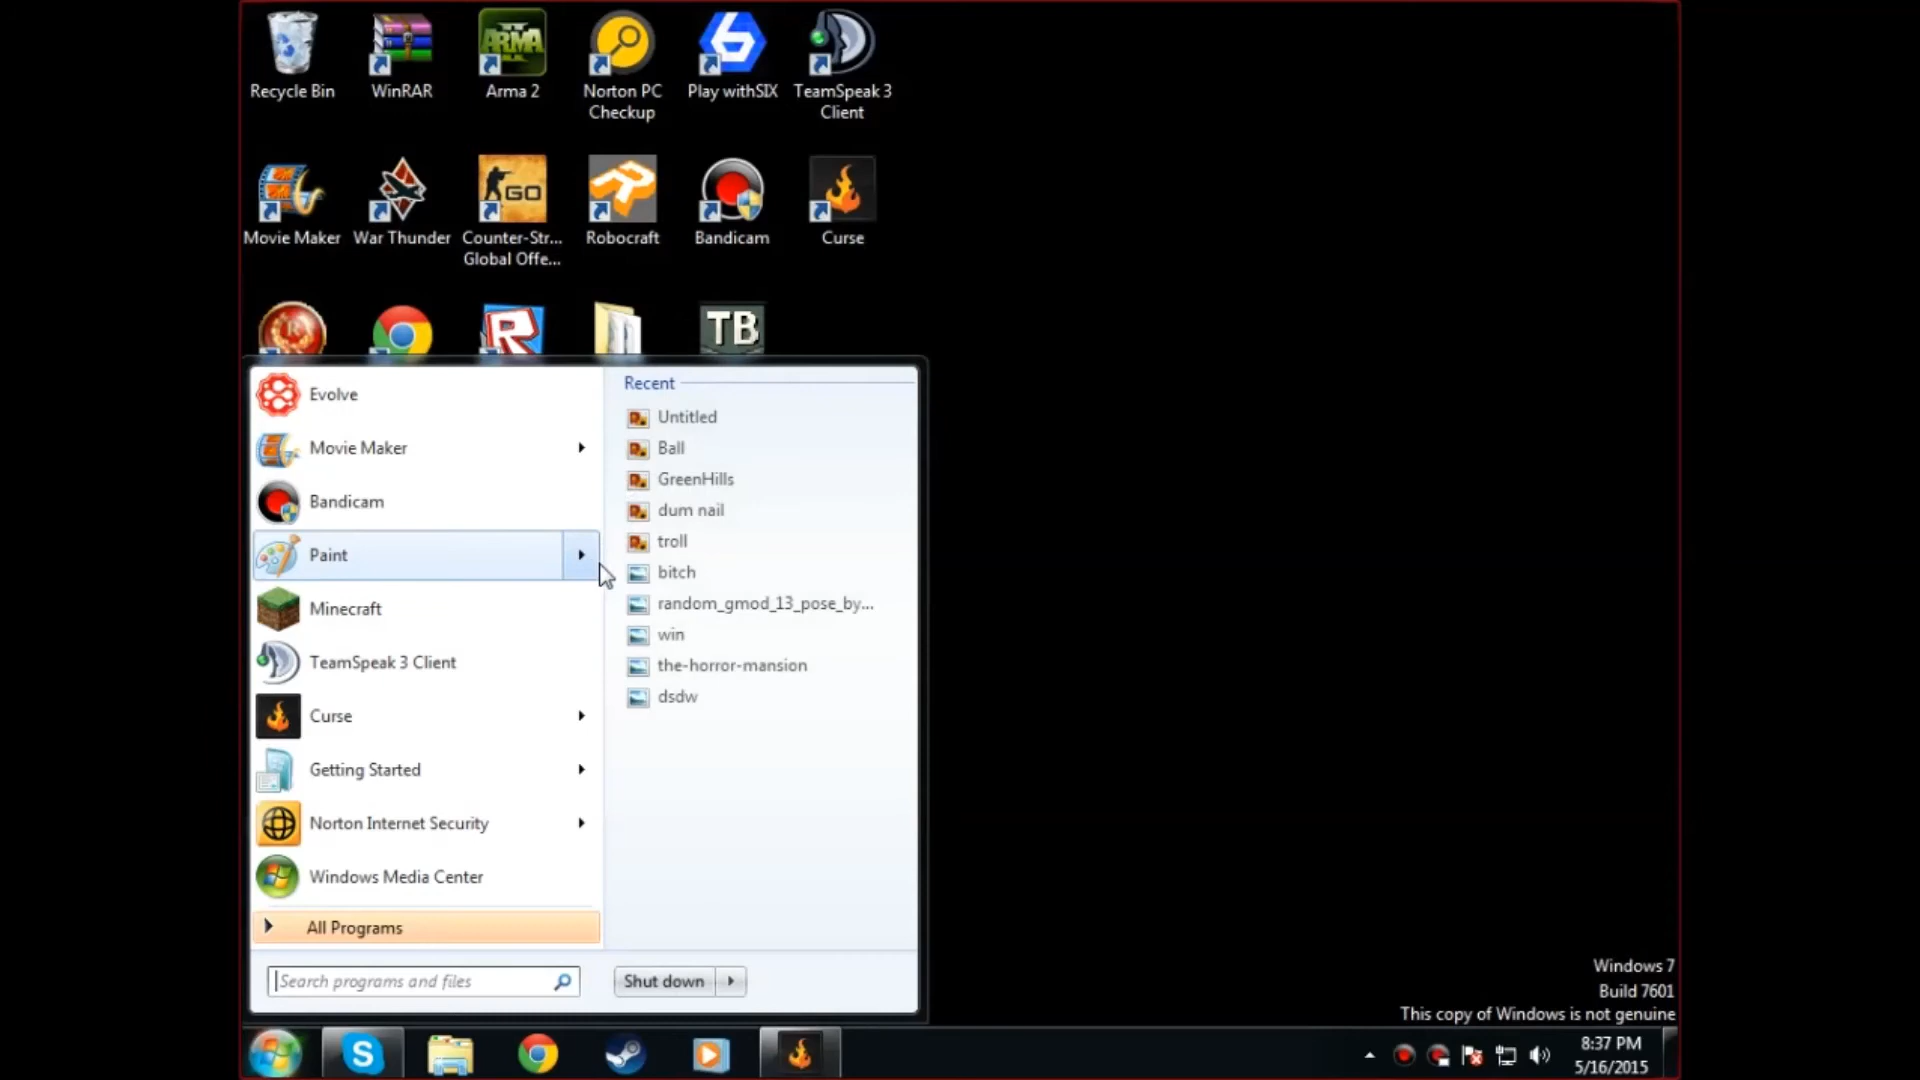 Recycle Bin
WinRAR
Arma 2
Norton PC
Checkup
Play withSIX
TeamSpeak 3
Client
Movie Maker
War Thunder
Counter-Str...
Global Offe...
Robocraft
Bandicam
Curse
ARMA
GO
TB
Evolve
Movie Maker
Bandicam
Paint
Minecraft
TeamSpeak 3 Client
Curse
Getting Started
Norton Internet Security
Windows Media Center
All Programs
Search programs and files
Recent
Untitled
Ball
GreenHills
dum nail
troll
bitch
random_gmod_13_pose_by...
win
the-horror-mansion
dsdw
Shut down
Windows 7
Build 7601
This copy of Windows is not genuine
8:37 PM
5/16/2015